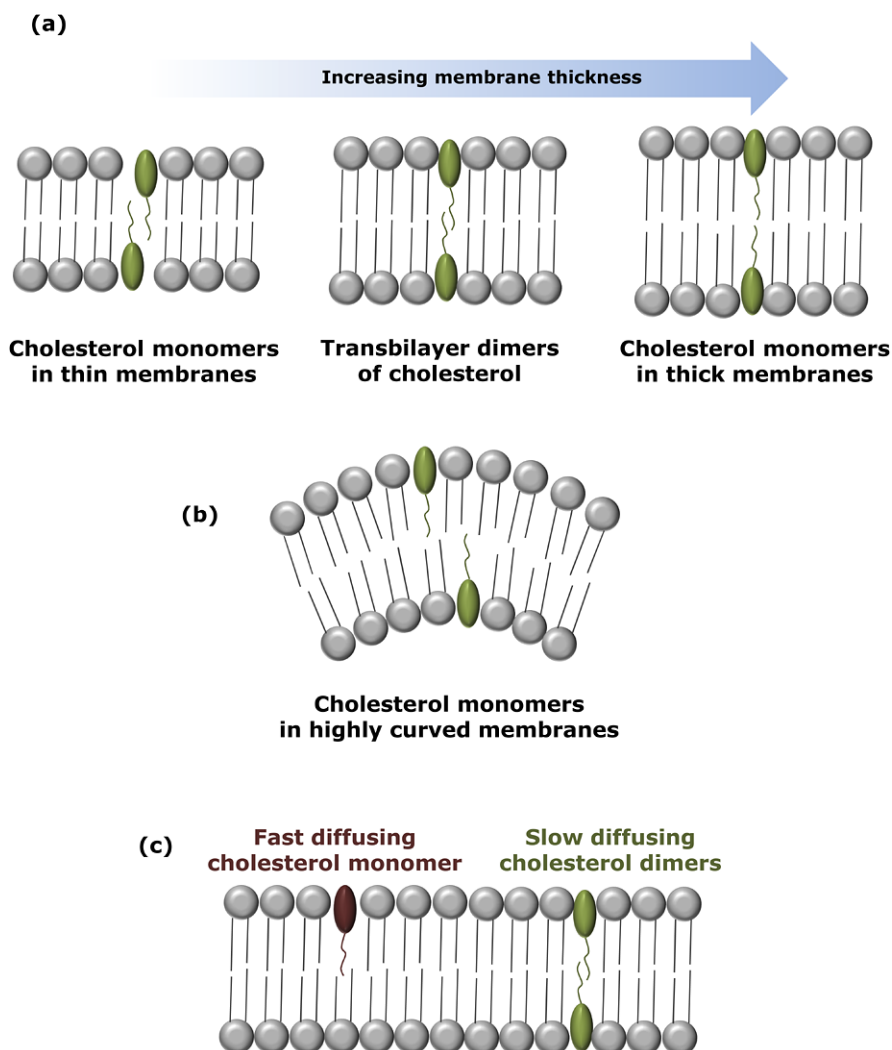 (a)
Increasing membrane thickness
Cholesterol monomers
in thin membranes
Transbilayer dimers
of cholesterol
Cholesterol monomers
in thick membranes
(b)
Cholesterol monomers
in highly curved membranes
(c)
Fast diffusing
cholesterol monomer
Slow diffusing
cholesterol dimers